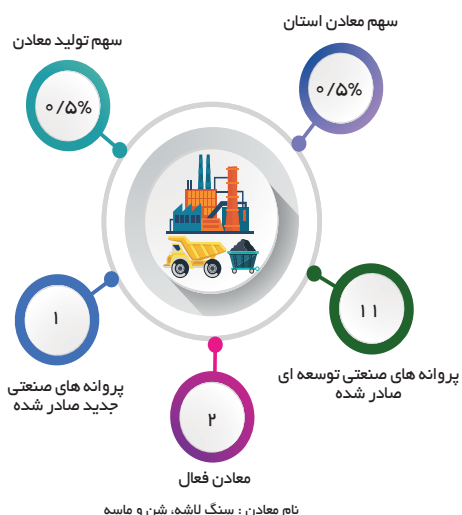 سهم معادن استان
۰/۵%
سهم تولید معادن
۰/۵%
۱۱
پروانه های صنعتی توسعه ای
صادر شده
۱
پروانه های صنعتی
جدید صادر شده
۲
معادن فعال
نام معادن : سنگ لاشه، شن و ماسه